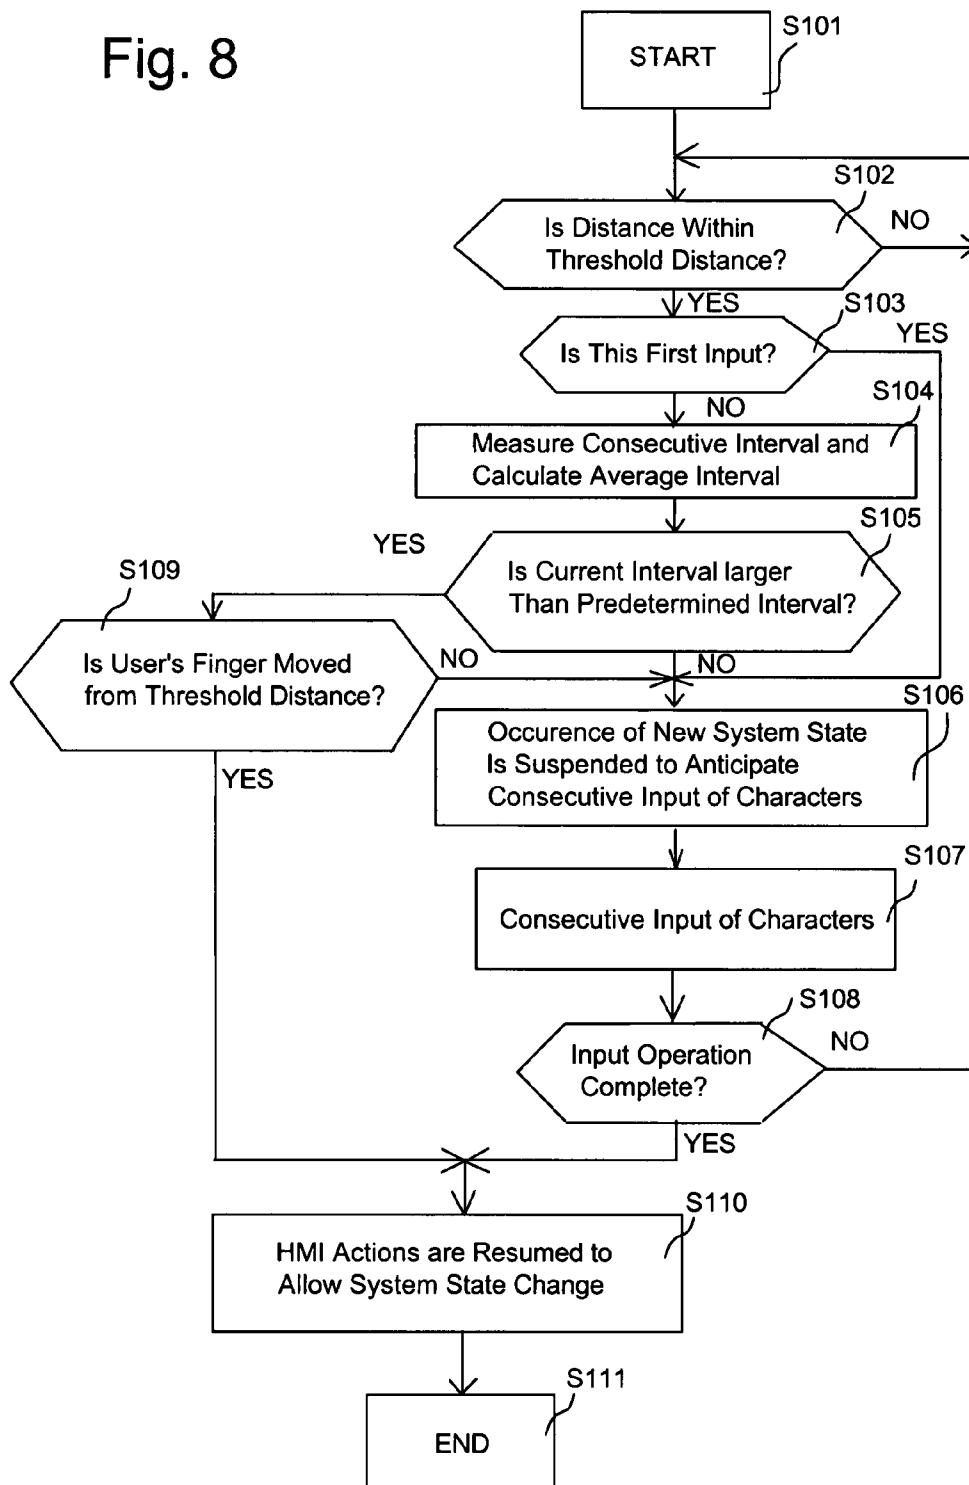 Fig. 8
S101
START
S102
Is Distance Within
Threshold Distance?
NO
YES
S103
Is This First Input?
YES
NO
S104
Measure Consecutive Interval and
Calculate Average Interval
S105
YES
Is Current Interval larger
Than Predetermined Interval?
S109
Is User's Finger Moved
from Threshold Distance?
NO
NO
YES
S106
Occurence of New System State
Is Suspended to Anticipate
Consecutive Input of Characters
S107
Consecutive Input of Characters
S108
Input Operation
Complete?
NO
YES
S110
HMI Actions are Resumed to
Allow System State Change
S111
END